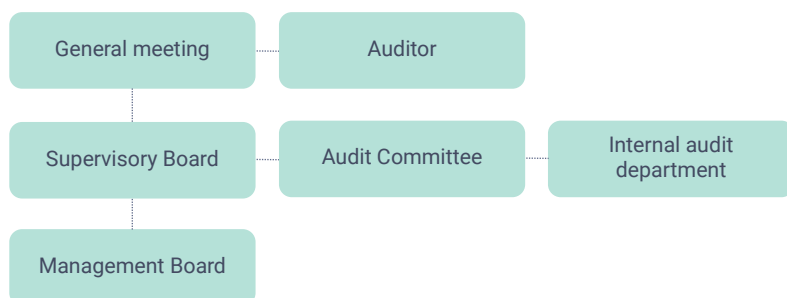 General meeting
Auditor
Supervisory Board
Audit Committee
Internal audit
department
Management Board